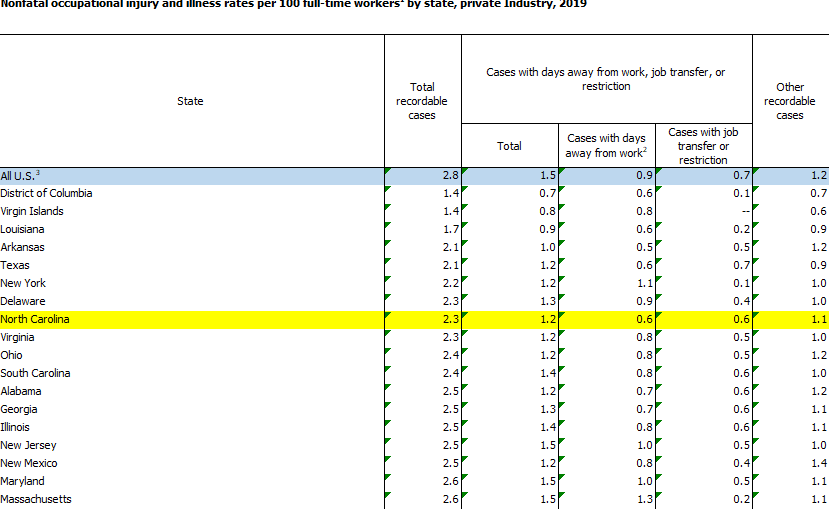 Nonfatal occupational injury and illness rates per 100 full-time workers¹ by state, private Industry, 2019
State
Total recordable cases
Cases with days away from work, job transfer, or restriction
Other recordable cases
Total
Cases with days away from work²
Cases with job transfer or restriction
All U.S.³ 2.8 1.5 0.9 0.7 1.2
District of Columbia 1.4 0.7 0.6 0.1 0.7
Virgin Islands 1.4 0.8 0.8 -- 0.6
Louisiana 1.7 0.9 0.6 0.2 0.9
Arkansas 2.1 1.0 0.5 0.5 1.2
Texas 2.1 1.2 0.6 0.7 0.9
New York 2.2 1.2 1.1 0.1 1.0
Delaware 2.3 1.3 0.9 0.4 1.0
North Carolina 2.3 1.2 0.6 0.6 1.1
Virginia 2.3 1.2 0.8 0.5 1.0
Ohio 2.4 1.2 0.8 0.5 1.2
South Carolina 2.4 1.4 0.8 0.6 1.0
Alabama 2.5 1.2 0.7 0.6 1.2
Georgia 2.5 1.3 0.7 0.6 1.1
Illinois 2.5 1.4 0.8 0.6 1.1
New Jersey 2.5 1.5 1.0 0.5 1.0
New Mexico 2.5 1.2 0.8 0.4 1.4
Maryland 2.6 1.5 1.0 0.5 1.1
Massachusetts 2.6 1.5 1.3 0.2 1.1